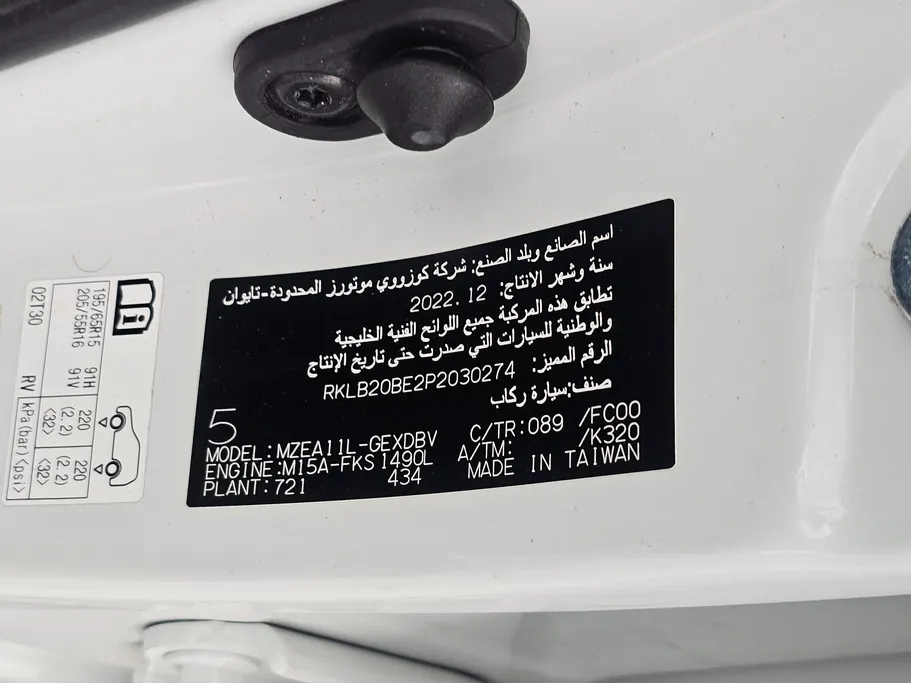 اسم الصانع وبلد الصنع: شركة كوزووي موتورز المحدودة-تايوان
سنة وشهر الانتاج: 2022.12
تطابق هذه المركبة جميع اللوائح الفنية الخليجية
والوطنية للسيارات التي صدرت حتى تاريخ الإنتاج
الرقم المميز: RKLB20BE2P2030274
صنف:سيارة ركاب
5
MODEL:MZEA11L-GEXDBV C/TR:089 /FC00
ENGINE:M15A-FKS 1490L A/TM: /K320
PLANT:721 434 MADE IN TAIWAN
195/65R15 91H 220 (2.2) <32> 220 (2.2) <32>
205/55R16 91V
02T30 RV kPa(bar)<psi>